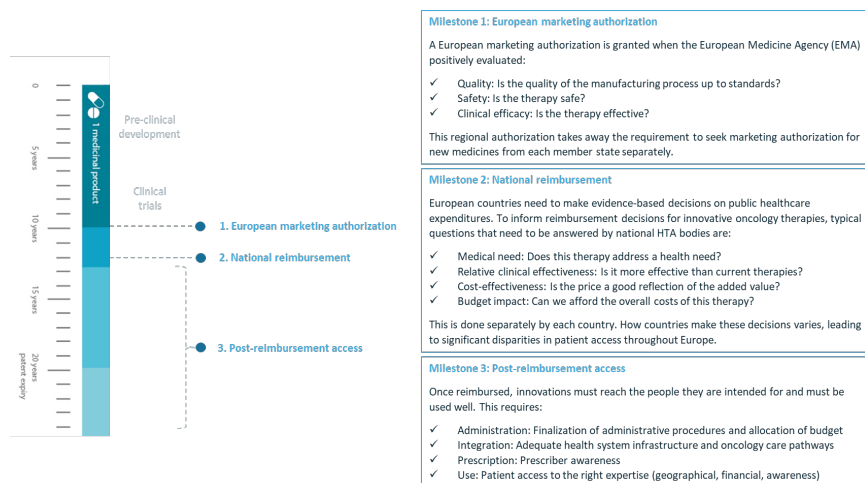 0
5 years
10 years
15 years
20 years
patent expiry
1 medicinal product
Pre-clinical
development
Clinical
trials
1. European marketing authorization
2. National reimbursement
3. Post-reimbursement access
Milestone 1: European marketing authorization
A European marketing authorization is granted when the European Medicine Agency (EMA)
positively evaluated:
✓ Quality: Is the quality of the manufacturing process up to standards?
✓ Safety: Is the therapy safe?
✓ Clinical efficacy: Is the therapy effective?
This regional authorization takes away the requirement to seek marketing authorization for
new medicines from each member state separately.
Milestone 2: National reimbursement
European countries need to make evidence-based decisions on public healthcare
expenditures. To inform reimbursement decisions for innovative oncology therapies, typical
questions that need to be answered by national HTA bodies are:
✓ Medical need: Does this therapy address a health need?
✓ Relative clinical effectiveness: Is it more effective than current therapies?
✓ Cost-effectiveness: Is the price a good reflection of the added value?
✓ Budget impact: Can we afford the overall costs of this therapy?
This is done separately by each country. How countries make these decisions varies, leading
to significant disparities in patient access throughout Europe.
Milestone 3: Post-reimbursement access
Once reimbursed, innovations must reach the people they are intended for and must be
used well. This requires:
✓ Administration: Finalization of administrative procedures and allocation of budget
✓ Integration: Adequate health system infrastructure and oncology care pathways
✓ Prescription: Prescriber awareness
✓ Use: Patient access to the right expertise (geographical, financial, awareness)